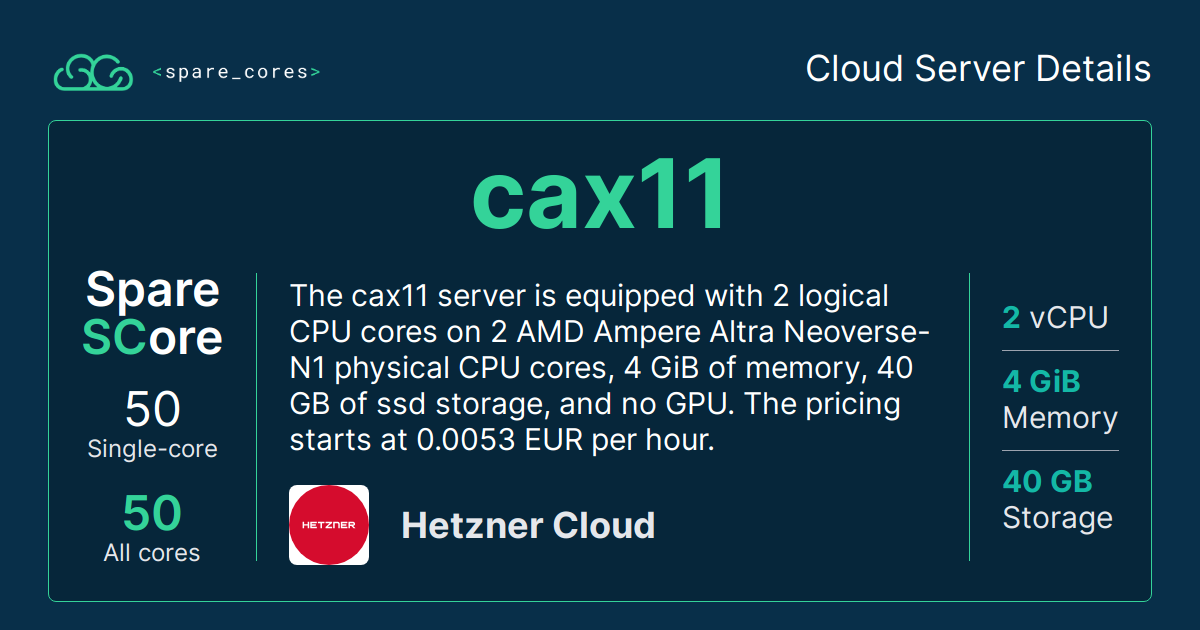 <spare_cores>
Cloud Server Details
cax11
Spare
SCore
50
Single-core
50
All cores
The cax11 server is equipped with 2 logical
CPU cores on 2 AMD Ampere Altra Neoverse-
N1 physical CPU cores, 4 GiB of memory, 40
GB of ssd storage, and no GPU. The pricing
starts at 0.0053 EUR per hour.
HETZNER
Hetzner Cloud
2 vCPU
4 GiB
Memory
40 GB
Storage